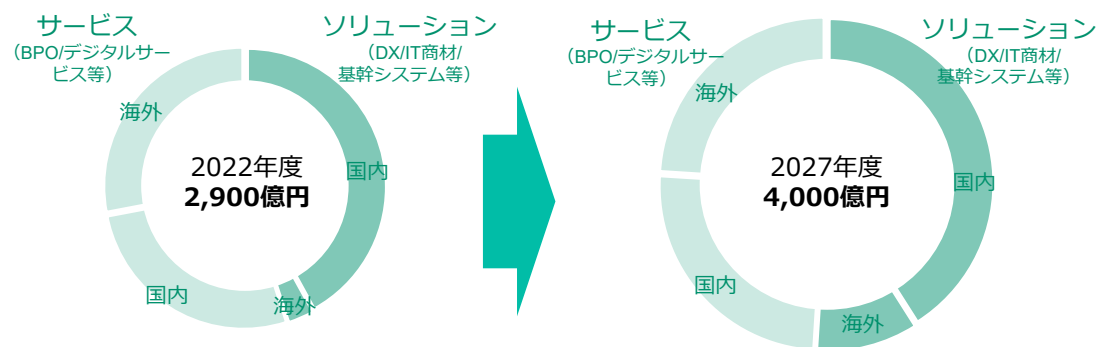 サービス
（BPO/デジタルサー
ビス等）
ソリューション
（DX/IT商材/
基幹システム等）
海外
国内
2022年度
2,900億円
国内
海外
サービス
（BPO/デジタルサー
ビス等）
ソリューション
（DX/IT商材/
基幹システム等）
海外
国内
2027年度
4,000億円
国内
海外